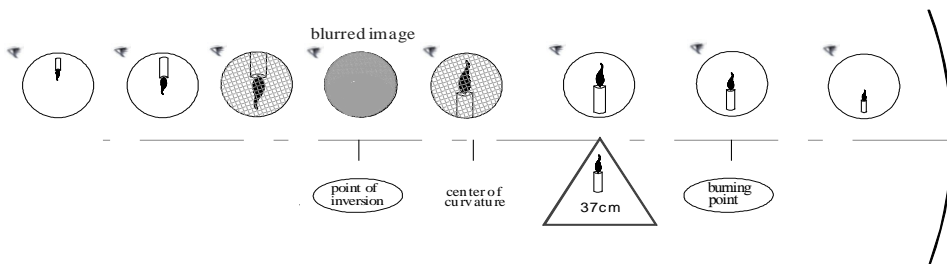 blurred image
point of
inversion
center of
curvature
37cm
burning
point